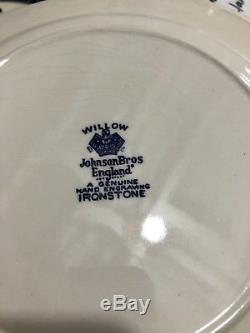 WILLOW
JohnsonBros
England
A GENUINE
HAND ENGRAVING
IRONSTONE